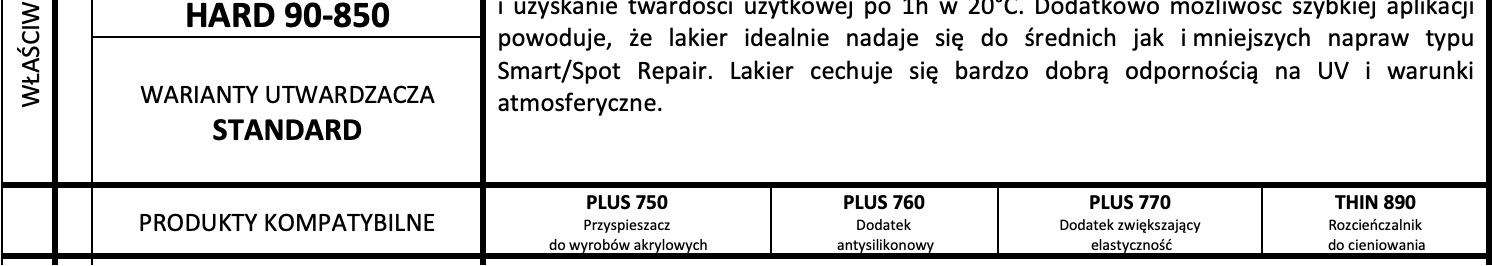 WŁAŚCIW
HARD 90-850
WARIANTY UTWARDZACZA
STANDARD
i uzyskanie twardości użytkowej po 1h w 20°C. Dodatkowo możliwość szybkiej aplikacji
powoduje, że lakier idealnie nadaje się do średnich jak i mniejszych napraw typu
Smart/Spot Repair. Lakier cechuje się bardzo dobrą odpornością na UV i warunki
atmosferyczne.
PRODUKTY KOMPATYBILNE
PLUS 750
Przyspieszacz
do wyrobów akrylowych
PLUS 760
Dodatek
antysilikonowy
PLUS 770
Dodatek zwiększający
elastyczność
THIN 890
Rozcieńczalnik
do cieniowania